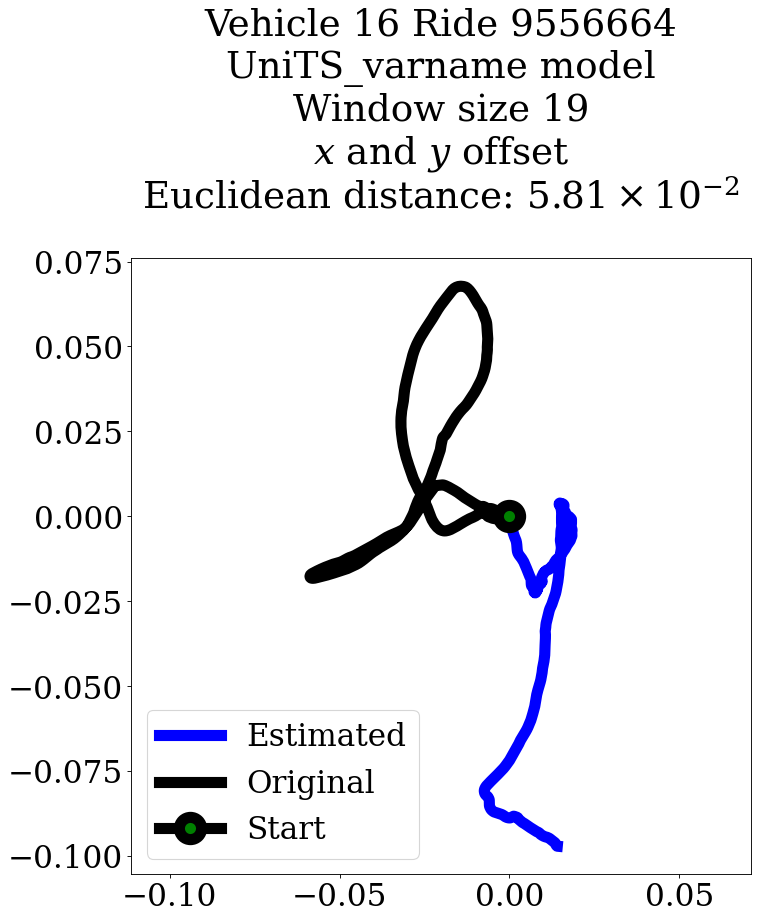 Vehicle 16 Ride 9556664
UniTS_varname model
Window size 19
x and y offset
Euclidean distance: 5.81 × 10⁻²
0.075
0.050
0.025
0.000
−0.025
−0.050
−0.075
−0.100
Estimated
Original
Start
−0.10
−0.05
0.00
0.05